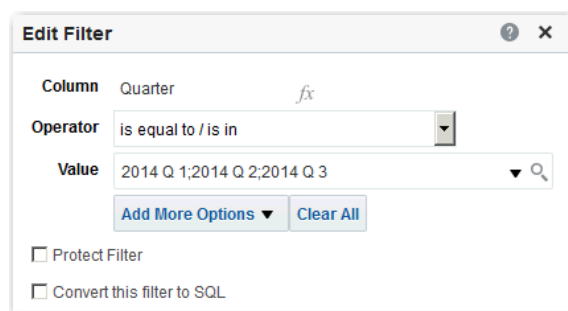 Edit Filter ? ×
Column Quarter fx
Operator is equal to / is in
Value 2014 Q 1;2014 Q 2;2014 Q 3
Add More Options Clear All
Protect Filter
Convert this filter to SQL